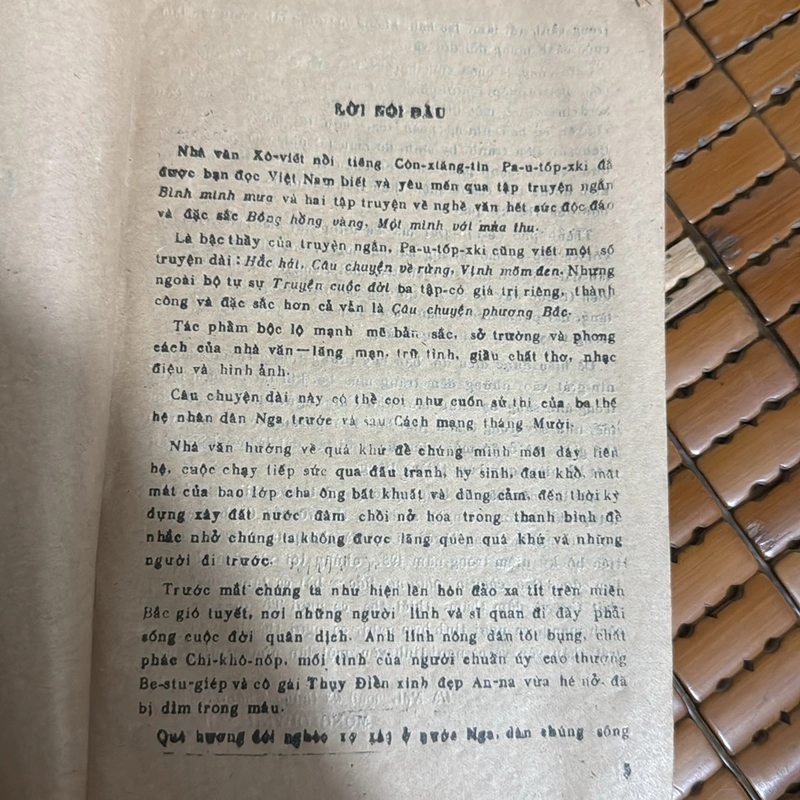 LỜI NÓI ĐẦU
Nhà văn Xô-viết nổi tiếng Côn-xtăng-tin Pa-u-tốp-xki đã
được bạn đọc Việt Nam biết và yêu mến qua tập truyện ngắn
Bình minh mưa và hai tập truyện về nghề văn hết sức độc đáo
và đặc sắc Bông hồng vàng, Một mình với mùa thu.
Là bậc thầy của truyện ngắn, Pa-u-tốp-xki cũng viết một số
truyện dài : Hắc hải, Câu chuyện về rừng, Vịnh mõm đen. Nhưng
ngoài bộ tự sự Truyện cuộc đời ba tập có giá trị riêng, thành
công và đặc sắc hơn cả vẫn là Câu chuyện phương Bắc.
Tác phẩm bộc lộ mạnh mẽ bản sắc, sở trường và phong
cách của nhà văn — lãng mạn, trữ tình, giàu chất thơ, nhạc
điệu và hình ảnh.
Câu chuyện dài này có thể coi như cuốn sử thi của ba thế
hệ nhân dân Nga trước và sau Cách mạng tháng Mười.
Nhà văn hướng về quá khứ để chứng minh mối dây liên
hệ, cuộc chạy tiếp sức qua đấu tranh, hy sinh, đau khổ, mất
mát của bao lớp cha ông bất khuất và dũng cảm, đến thời kỳ
dựng xây đất nước đâm chồi nở hoa trong thanh bình để
nhắc nhở chúng ta không được lãng quên quá khứ và những
người đi trước.
Trước mắt chúng ta như hiện lên hòn đảo xa tít trên miền
Bắc gió tuyết, nơi những người lính và sĩ quan đi đày phải
sống cuộc đời quân dịch. Anh lính nông dân tốt bụng, chất
phác Chi-khô-nốp, mối tình của người chuẩn úy cao thượng
Be-stu-giép và cô gái Thụy Điển xinh đẹp An-na vừa hé nở, đã
bị dìm trong máu.
Quê hương đói nghèo xơ xác ở nước Nga, dân chúng sống
5